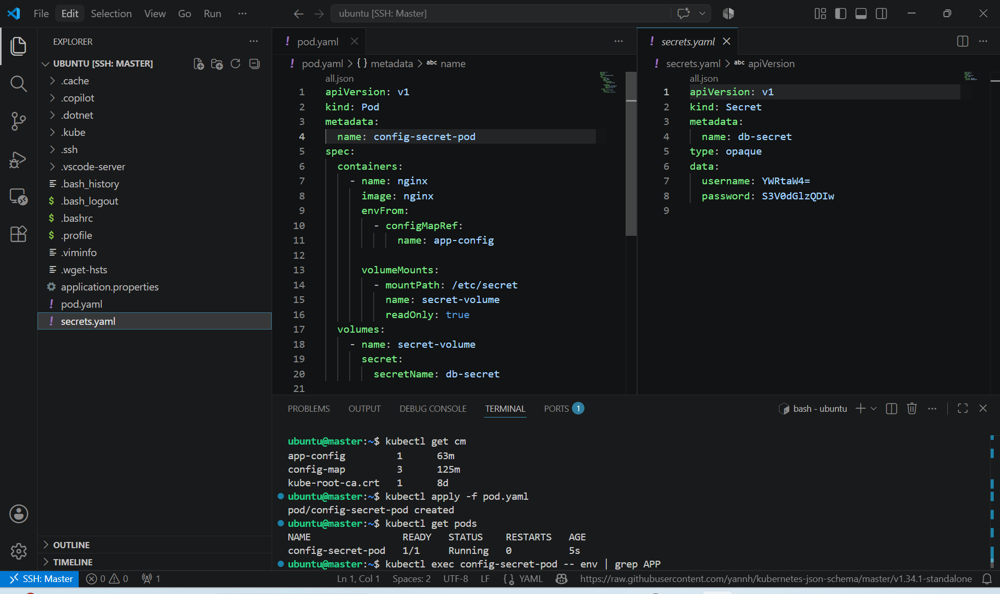 File Edit Selection View Go Run ···
ubuntu [SSH: Master]
EXPLORER
UBUNTU [SSH: MASTER]
.cache
.copilot
.dotnet
.kube
.ssh
.vscode-server
.bash_history
$ .bash_logout
$ .bashrc
$ .profile
.viminfo
.wget-hsts
application.properties
! pod.yaml
! secrets.yaml
OUTLINE
TIMELINE
! pod.yaml
! pod.yaml > { } metadata > abc name
all.json
1 apiVersion: v1
2 kind: Pod
3 metadata:
4 name: config-secret-pod
5 spec:
6 containers:
7 - name: nginx
8 image: nginx
9 envFrom:
10 - configMapRef:
11 name: app-config
12
13 volumeMounts:
14 - mountPath: /etc/secret
15 name: secret-volume
16 readOnly: true
17 volumes:
18 - name: secret-volume
19 secret:
20 secretName: db-secret
21
! secrets.yaml
! secrets.yaml > abc apiVersion
all.json
1 apiVersion: v1
2 kind: Secret
3 metadata:
4 name: db-secret
5 type: opaque
6 data:
7 username: YWRtaW4=
8 password: S3V0dGlzQDIw
9
PROBLEMS OUTPUT DEBUG CONSOLE TERMINAL PORTS 1
bash - ubuntu
ubuntu@master:~$ kubectl get cm
app-config 1 63m
config-map 3 125m
kube-root-ca.crt 1 8d
ubuntu@master:~$ kubectl apply -f pod.yaml
pod/config-secret-pod created
ubuntu@master:~$ kubectl get pods
NAME READY STATUS RESTARTS AGE
config-secret-pod 1/1 Running 0 5s
ubuntu@master:~$ kubectl exec config-secret-pod -- env | grep APP
SSH: Master 0 0 1 Ln 1, Col 1 Spaces: 2 UTF-8 LF YAML https://raw.githubusercontent.com/yannh/kubernetes-json-schema/master/v1.34.1-standalone